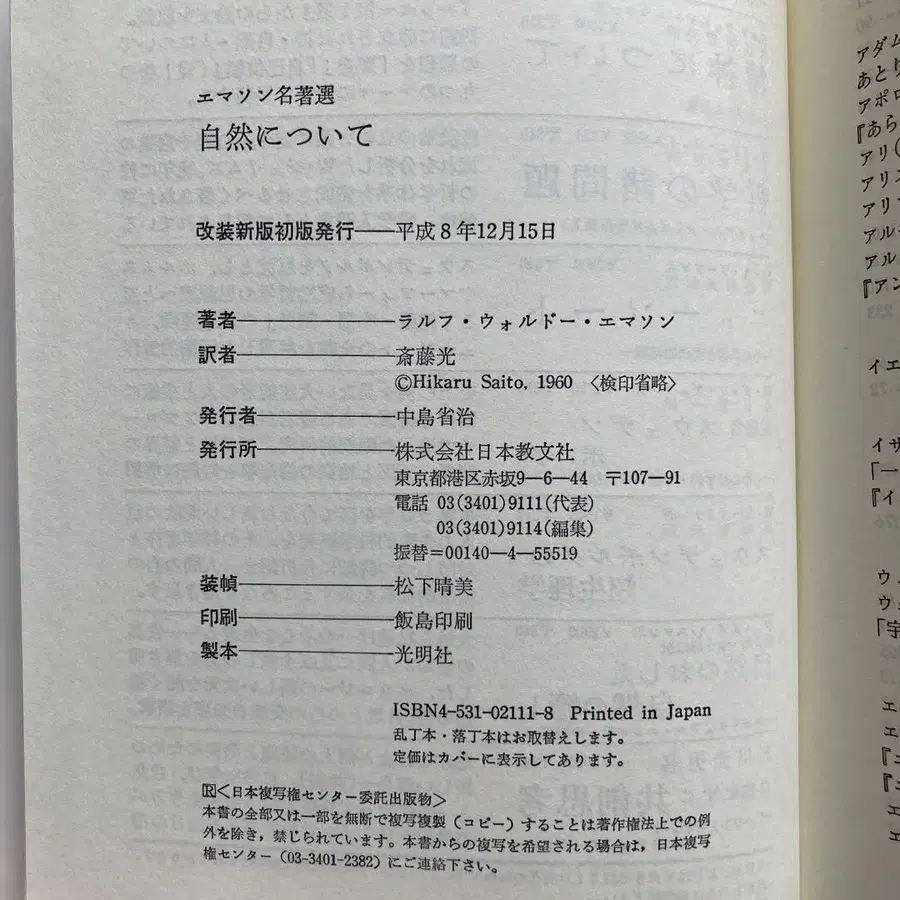 エマソン名著選
自然について
改装新版初版発行――平成8年12月15日
著者――ラルフ・ウォルドー・エマソン
訳者――斎藤光
©Hikaru Saito, 1960 〈検印省略〉
発行者――中島省治
発行所――株式会社日本教文社
東京都港区赤坂9―6―44 〒107―91
電話 03(3401)9111(代表)
03(3401)9114(編集)
振替=00140―4―55519
装幀――松下晴美
印刷――飯島印刷
製本――光明社
ISBN4-531-02111-8 Printed in Japan
乱丁本・落丁本はお取替えします。
定価はカバーに表示してあります。
Ⓡ<日本複写権センター委託出版物>
本書の全部又は一部を無断で複写複製(コピー)することは著作権法上での例
外を除き,禁じられています。本書からの複写を希望される場合は,日本複写
権センター(03-3401-2382)にご連絡下さい。
アダム
あとり
アポロ
『あら
アリ(
アリス
アリマ
アル
アル
『アン
イエ
イサ
「一
『イ
ウ
ウ
「宇
エ
エ
『エ
『エ
エ
エ